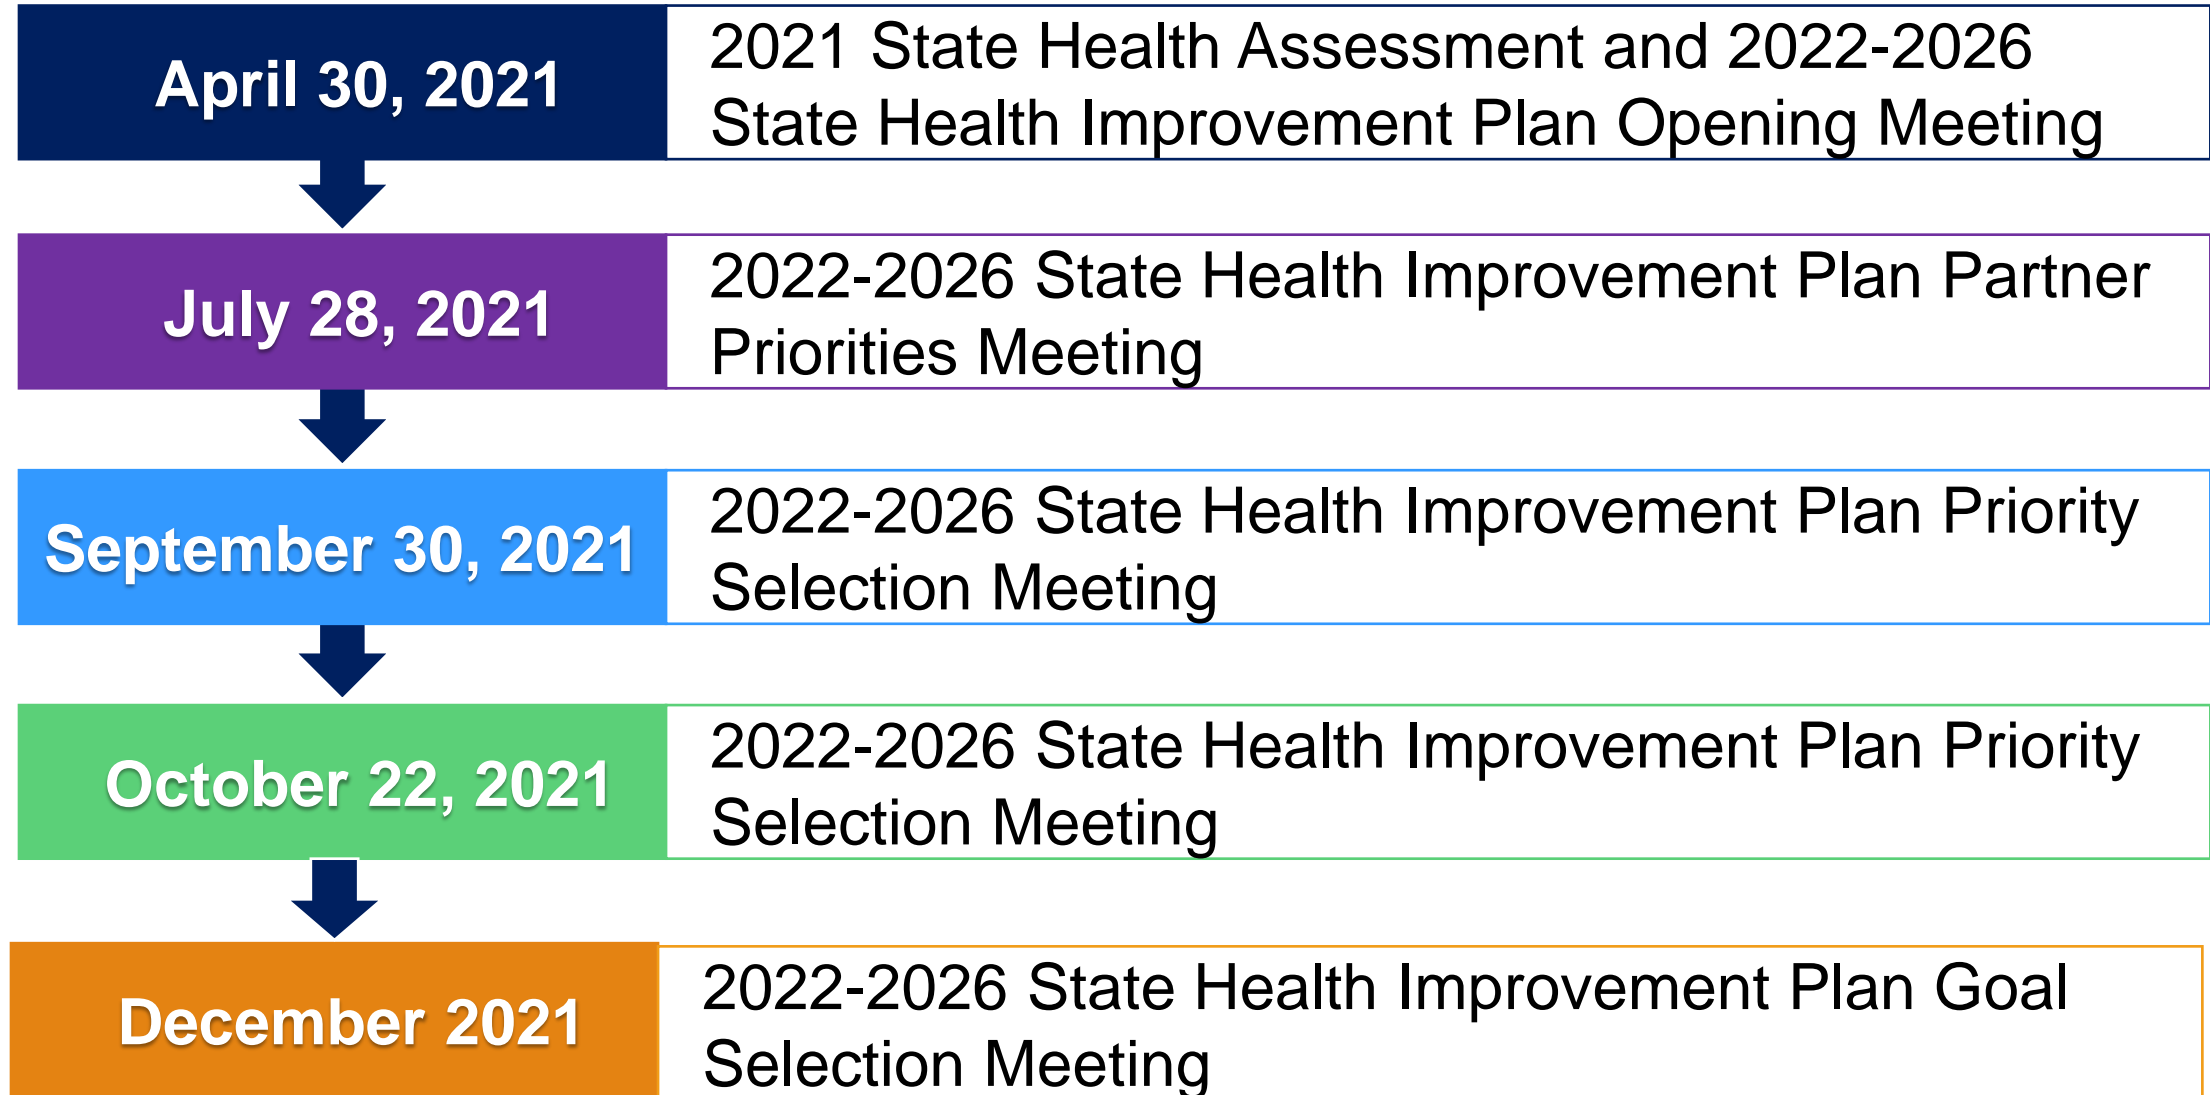 April 30, 2021
2021 State Health Assessment and 2022-2026
State Health Improvement Plan Opening Meeting
July 28, 2021
2022-2026 State Health Improvement Plan Partner
Priorities Meeting
September 30, 2021
2022-2026 State Health Improvement Plan Priority
Selection Meeting
October 22, 2021
2022-2026 State Health Improvement Plan Priority
Selection Meeting
December 2021
2022-2026 State Health Improvement Plan Goal
Selection Meeting